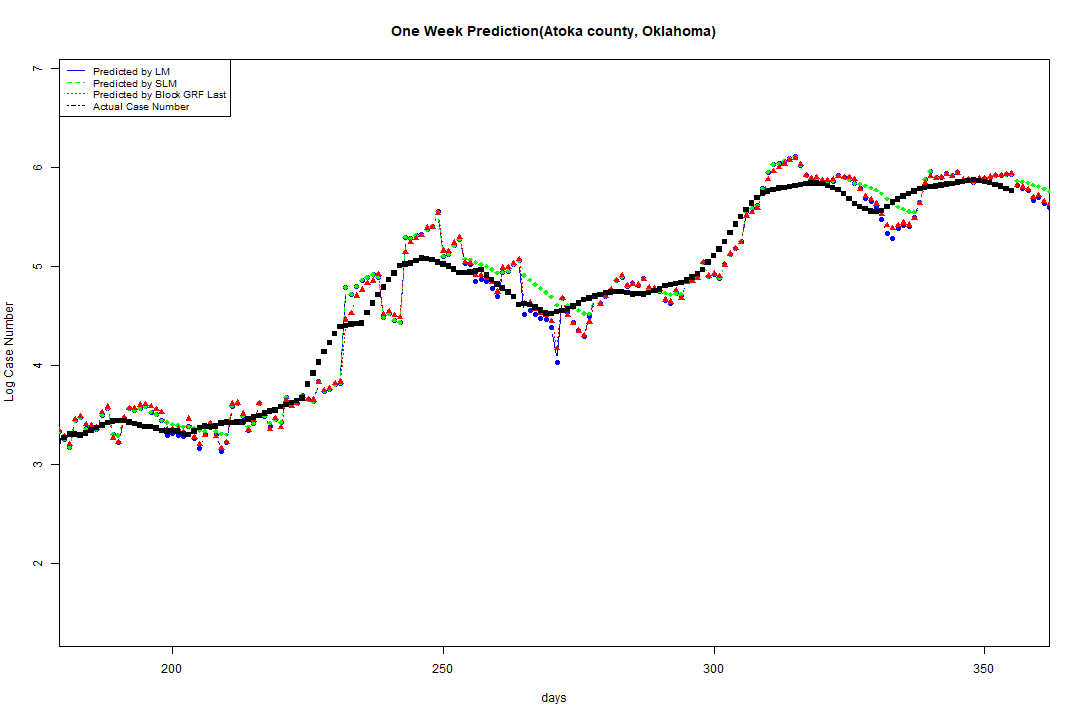 One Week Prediction(Atoka county, Oklahoma)
Predicted by LM
Predicted by SLM
Predicted by Block GRF Last
Actual Case Number
7
6
5
4
3
2
Log Case Number
200
250
300
350
days